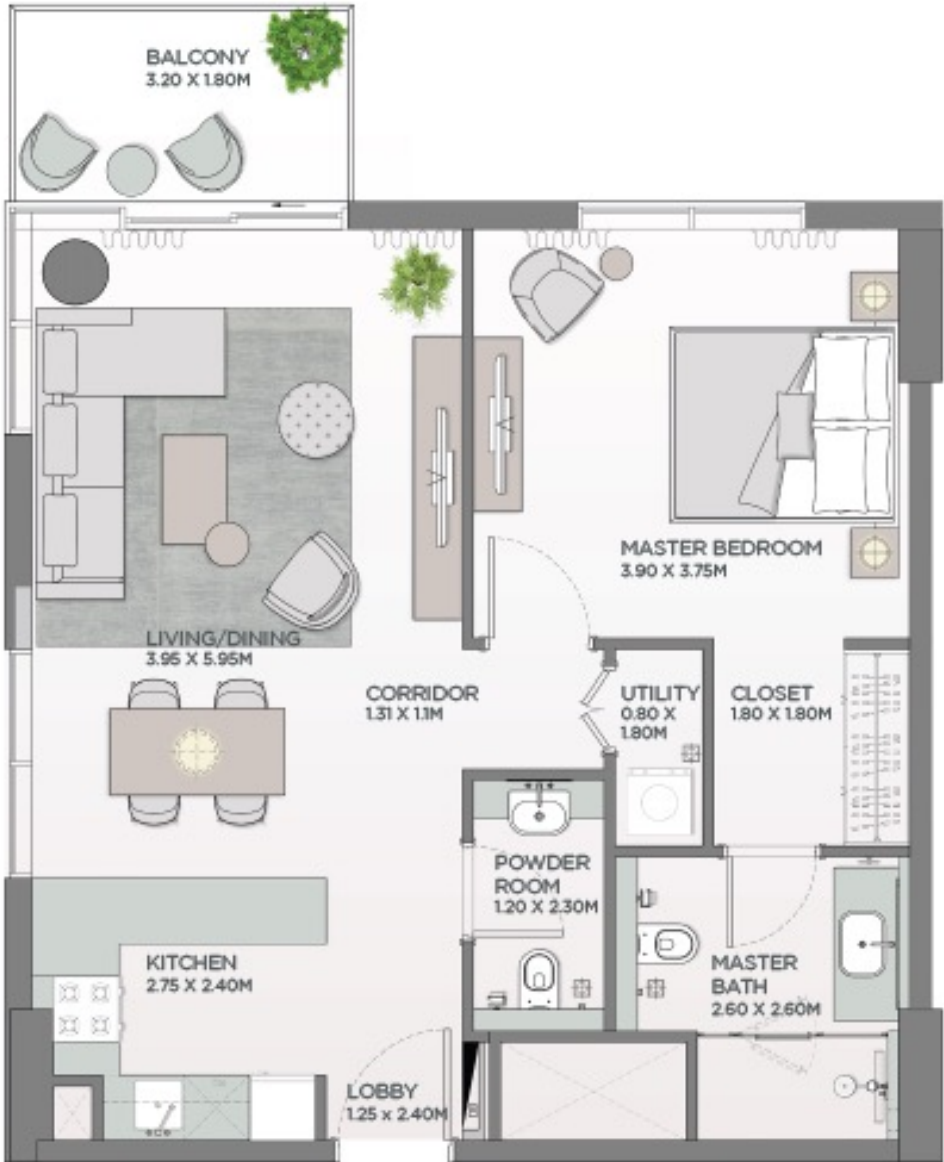 BALCONY
3.20 X 1.80M
MASTER BEDROOM
3.90 X 3.75M
LIVING/DINING
3.95 X 5.95M
CORRIDOR
1.31 X 1.1M
UTILITY
0.80 X
1.80M
CLOSET
1.80 X 1.80M
POWDER
ROOM
1.20 X 2.30M
KITCHEN
2.75 X 2.40M
MASTER
BATH
2.60 X 2.60M
LOBBY
1.25 x 2.40M